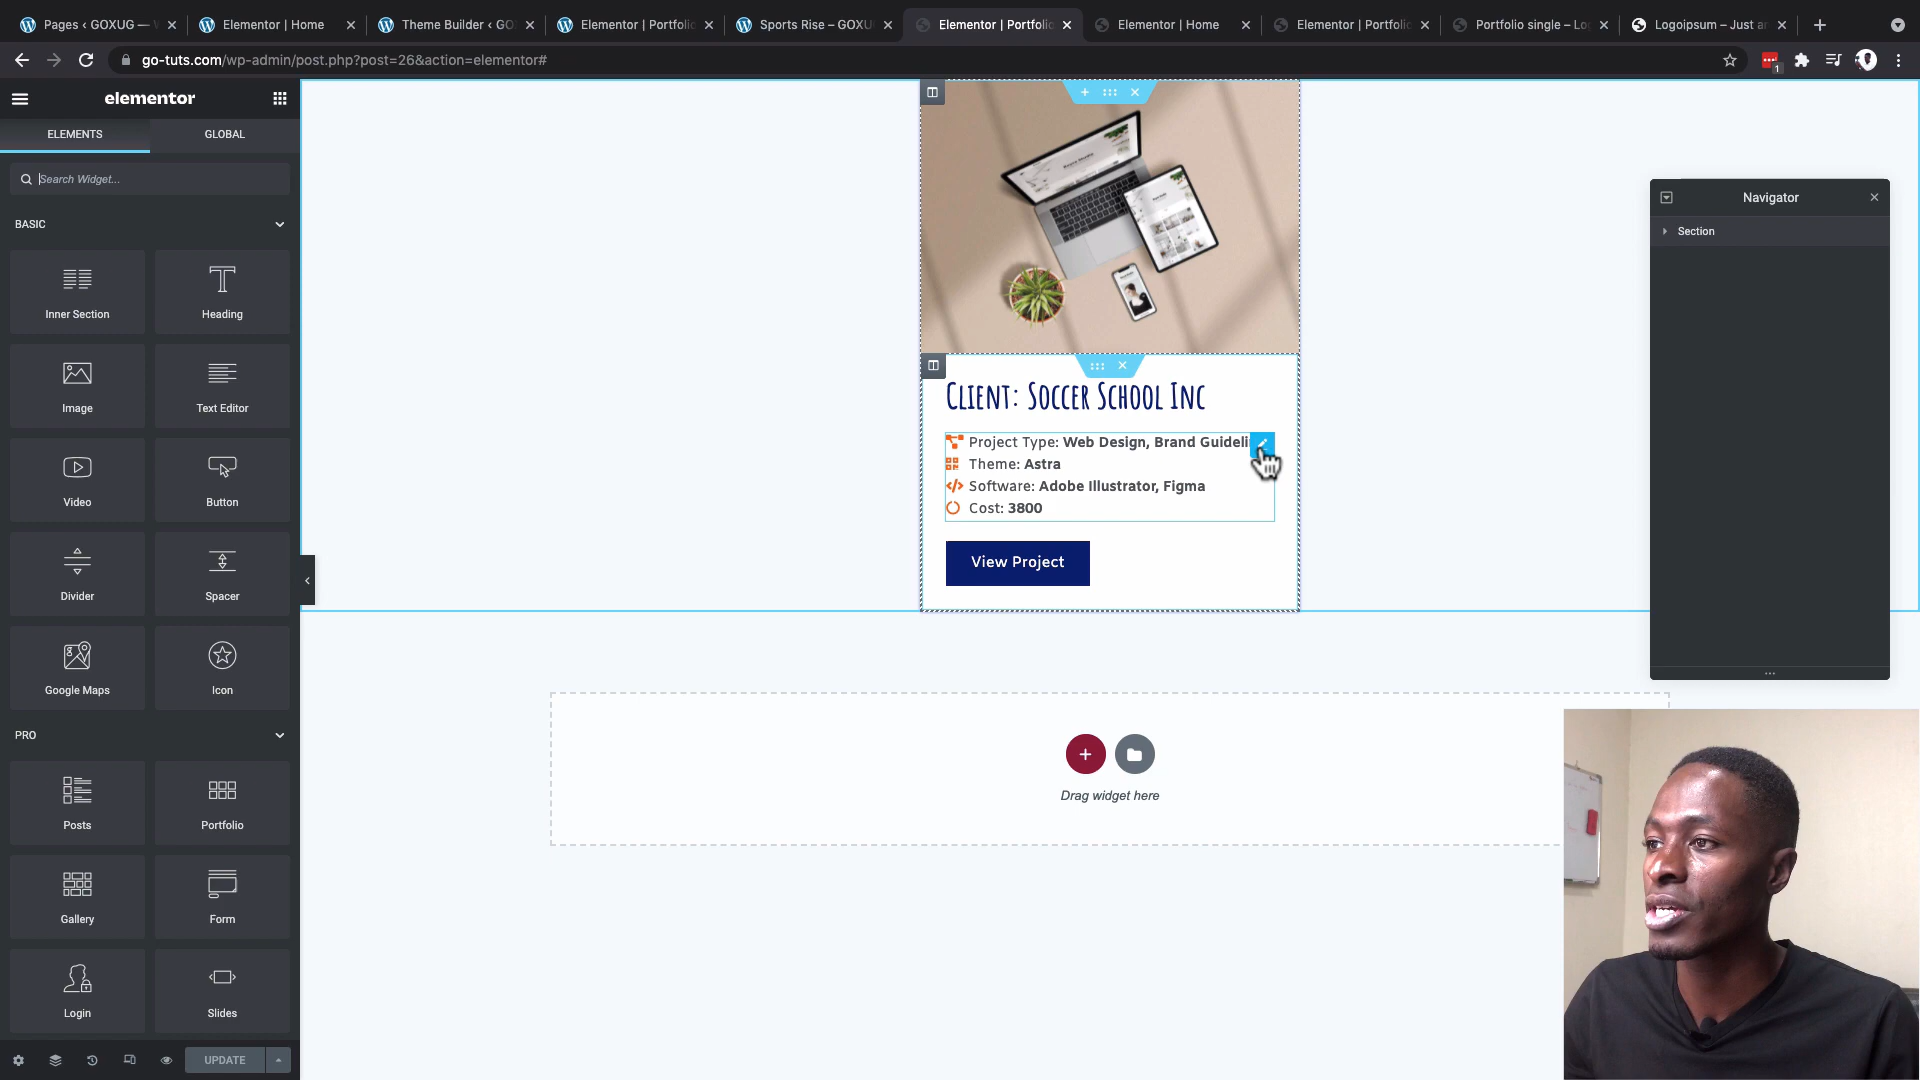 Pages ‹ GOXUG —
Elementor | Home
Theme Builder ‹ GO
Elementor | Portfolio
Sports Rise – GOXU
Elementor | Portfolio
Elementor | Home
Elementor | Portfolio
Portfolio single – Lo
Logoipsum – Just a
go-tuts.com/wp-admin/post.php?post=26&action=elementor#
1
elementor
ELEMENTS
GLOBAL
Search Widget...
BASIC
Inner Section
Heading
Image
Text Editor
Video
Button
Divider
Spacer
Google Maps
Icon
PRO
Posts
Portfolio
Gallery
Form
Login
Slides
UPDATE
Client: Soccer School Inc
Project Type: Web Design, Brand Guideli
Theme: Astra
Software: Adobe Illustrator, Figma
Cost: 3800
View Project
Drag widget here
Navigator
Section